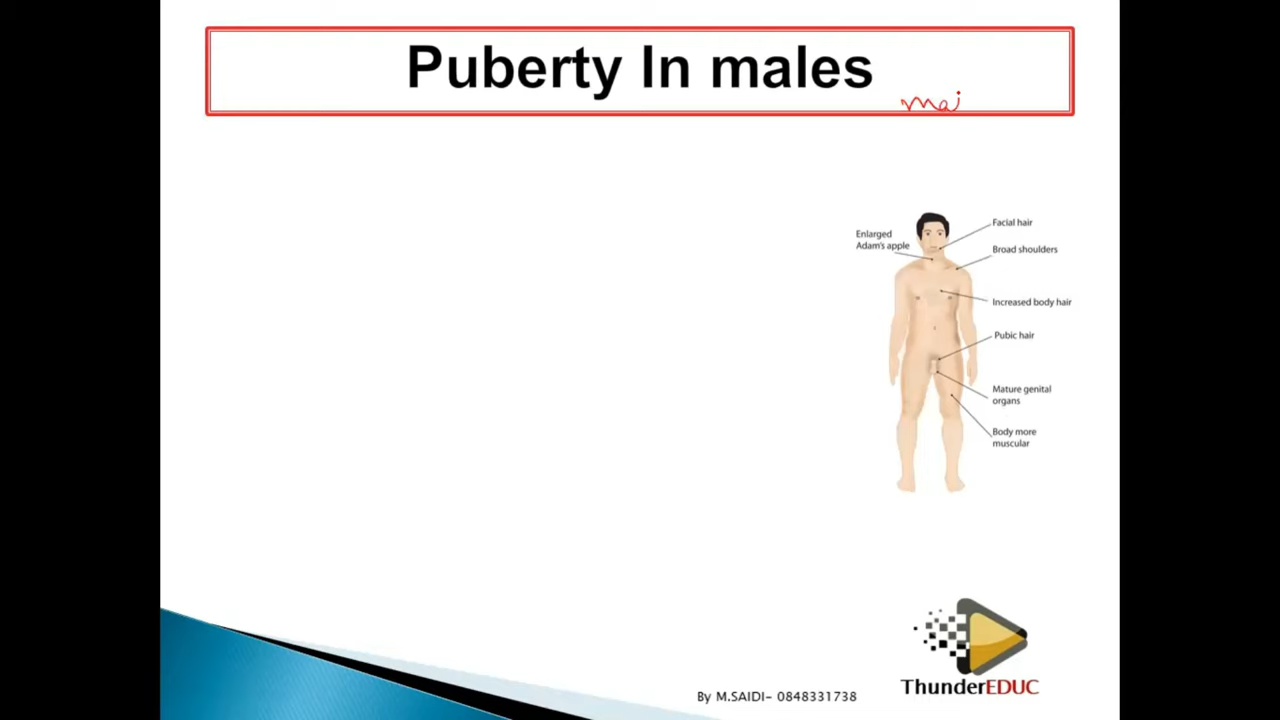 Puberty In males
mai
Facial hair
Enlarged
Adam's apple
Broad shoulders
Increased body hair
Pubic hair
Mature genital
organs
Body more
muscular
ThunderEDUC
By M.SAIDI- 0848331738